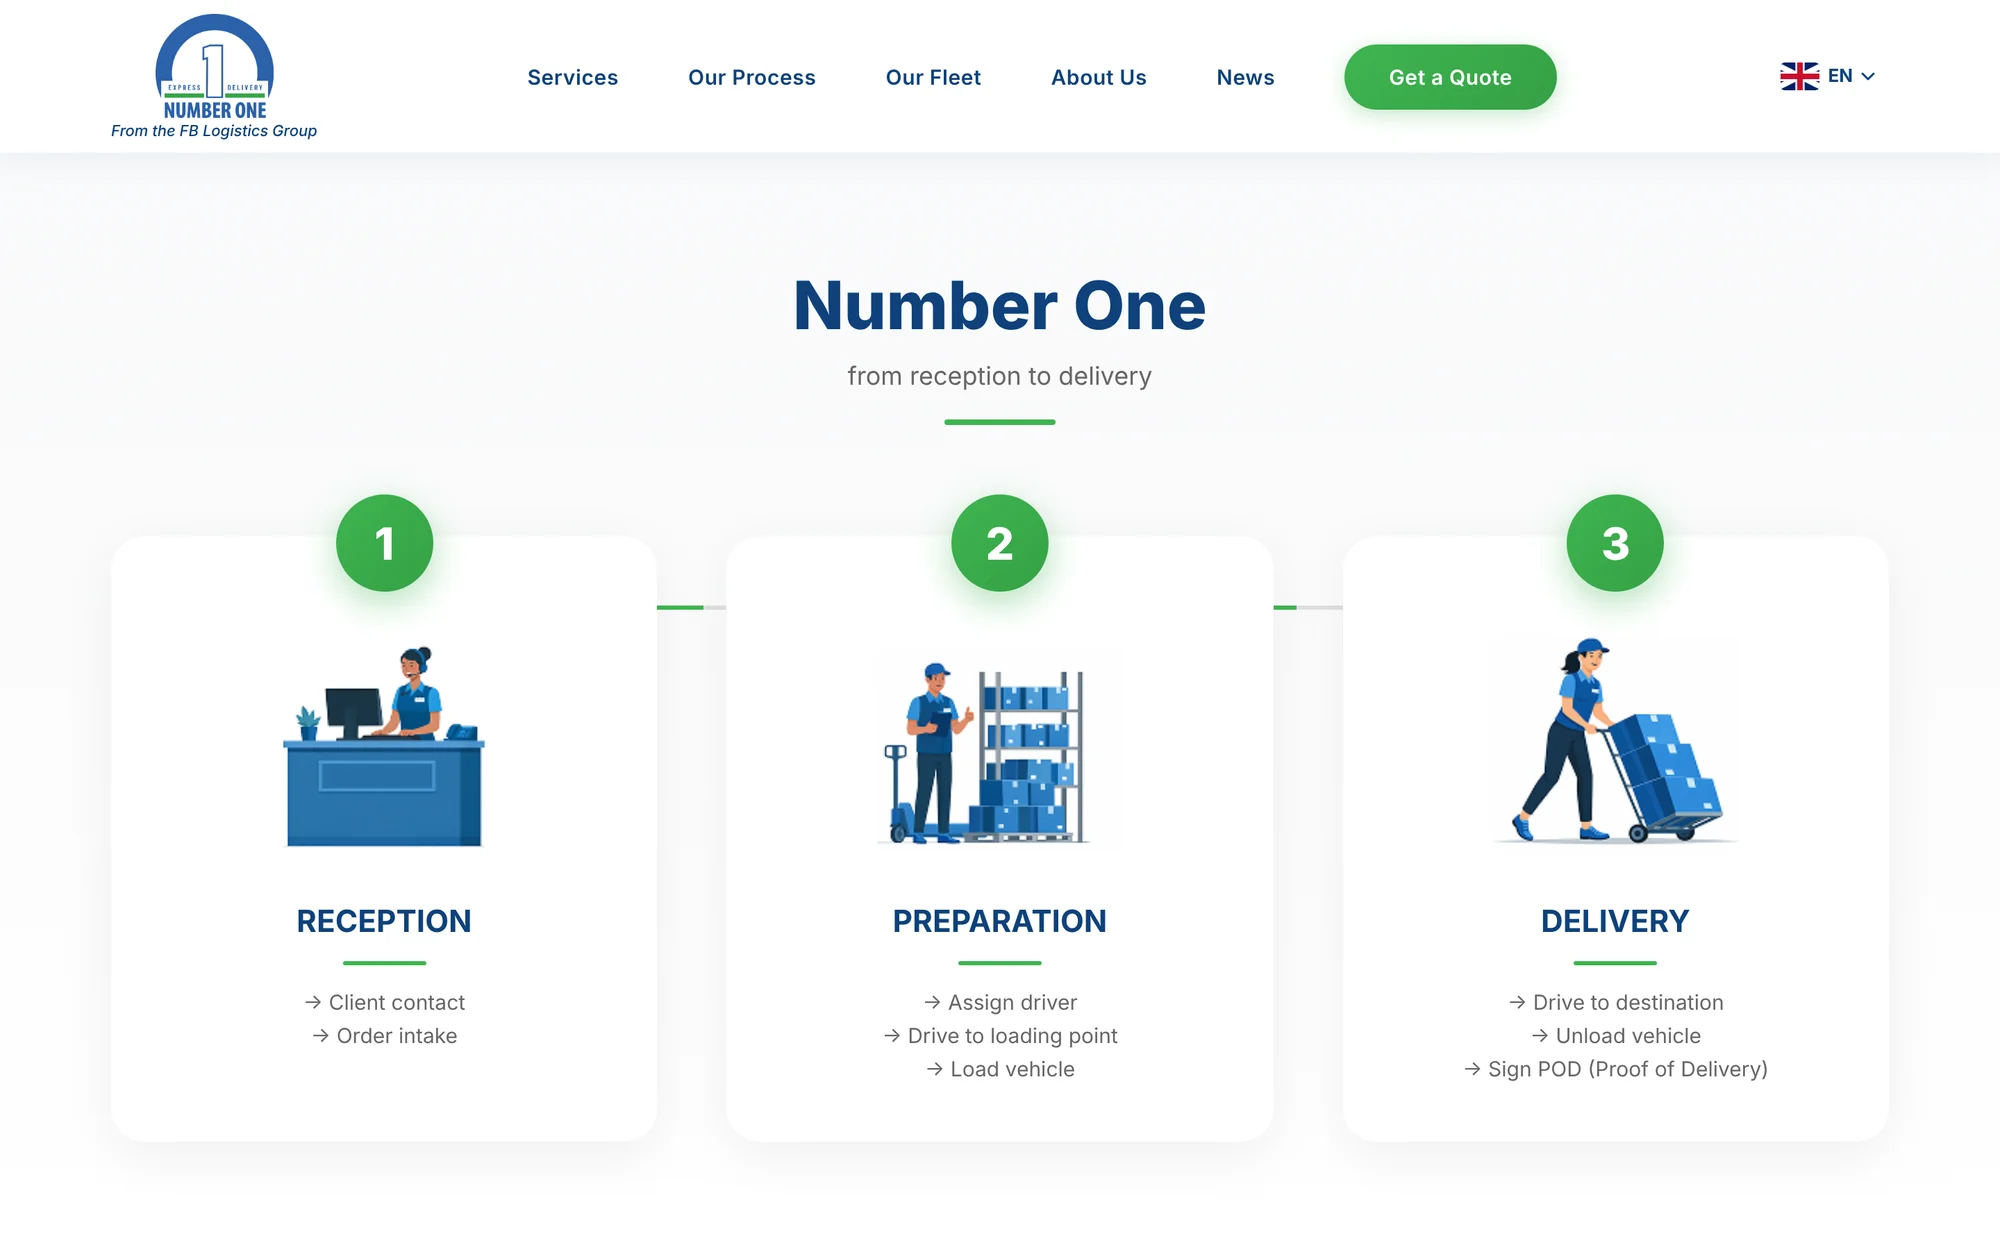 1
EXPRESS DELIVERY
NUMBER ONE
From the FB Logistics Group
Services
Our Process
Our Fleet
About Us
News
Get a Quote
EN
Number One
from reception to delivery
1
RECEPTION
→ Client contact
→ Order intake
2
PREPARATION
→ Assign driver
→ Drive to loading point
→ Load vehicle
3
DELIVERY
→ Drive to destination
→ Unload vehicle
→ Sign POD (Proof of Delivery)